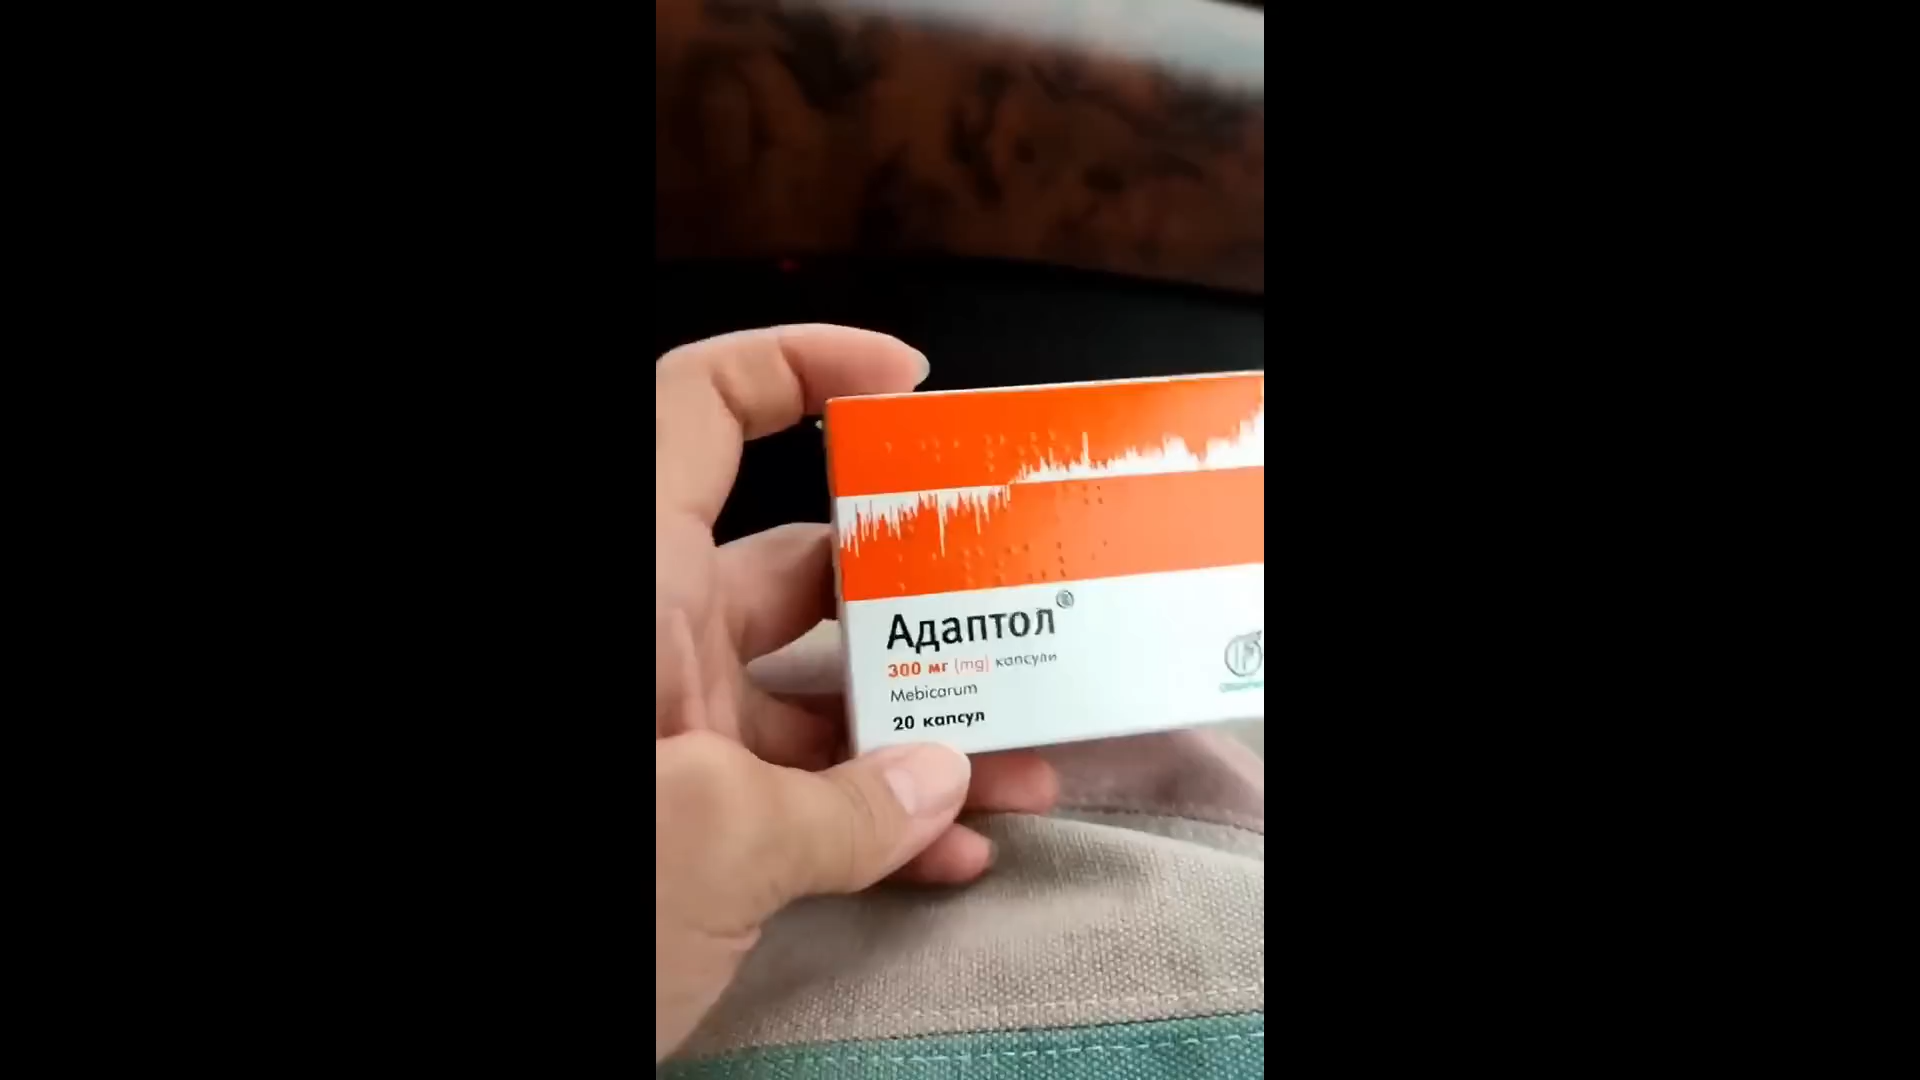 Адаптол®
300 мг (mg) капсули
Mebicarum
20 капсул